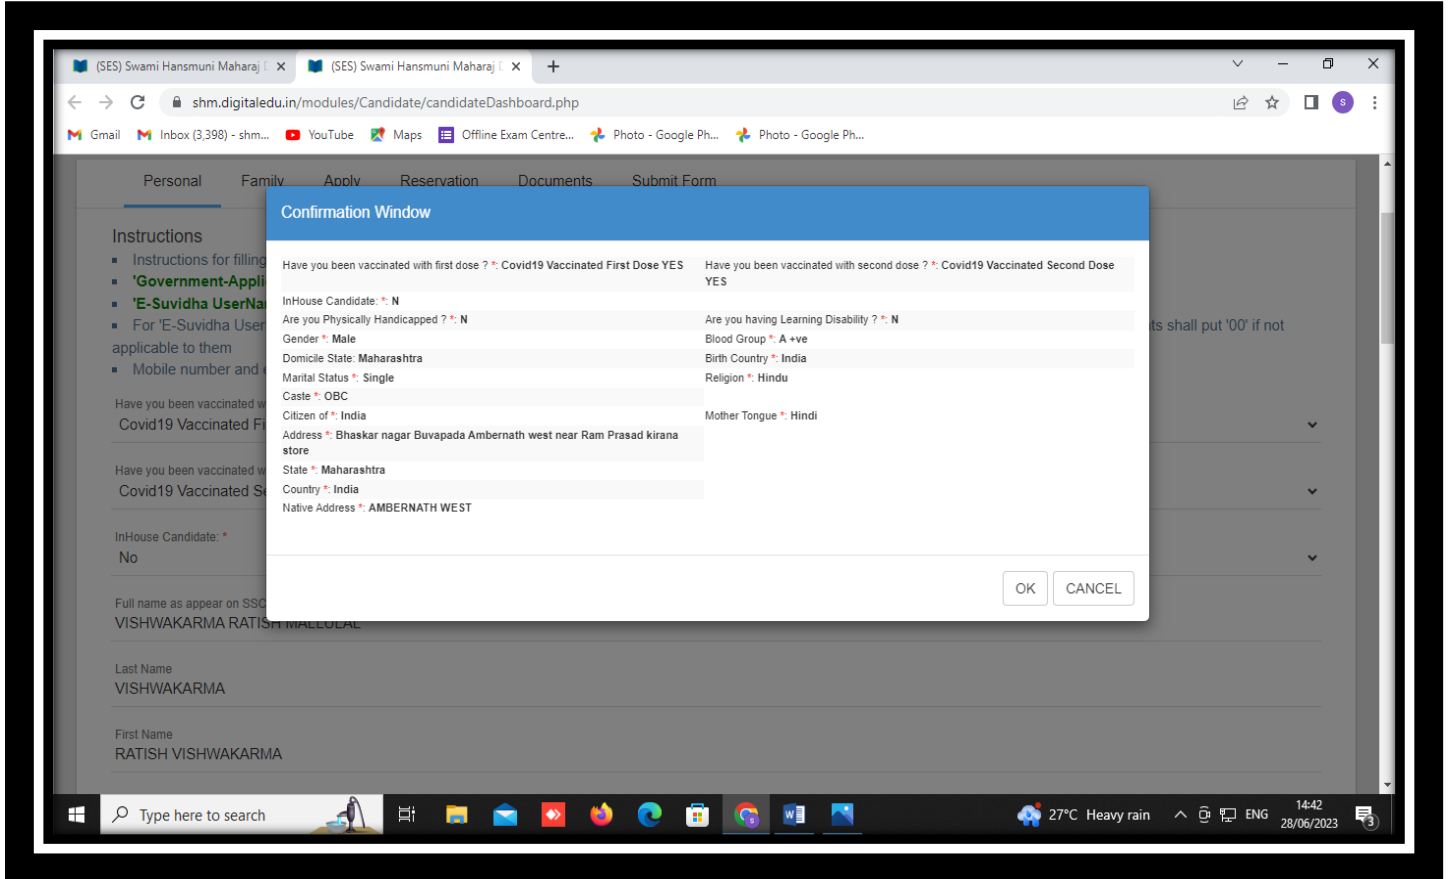 (SES) Swami Hansmuni Maharaj
(SES) Swami Hansmuni Maharaj
shm.digitaledu.in/modules/Candidate/candidateDashboard.php
S
Gmail Inbox (3,398) - shm... YouTube Maps Offline Exam Centre... Photo - Google Ph... Photo - Google Ph...
Personal Family Apply Reservation Documents Submit Form
Confirmation Window
Have you been vaccinated with first dose ? *: Covid19 Vaccinated First Dose YES
Have you been vaccinated with second dose ? *: Covid19 Vaccinated Second Dose
YES
InHouse Candidate: *: N
Are you Physically Handicapped ? *: N
Are you having Learning Disability ? *: N
Gender *: Male
Blood Group *: A +ve
Domicile State: Maharashtra
Birth Country *: India
Marital Status *: Single
Religion *: Hindu
Caste *: OBC
Citizen of *: India
Mother Tongue *: Hindi
Address *: Bhaskar nagar Buvapada Ambernath west near Ram Prasad kirana
store
State *: Maharashtra
Country *: India
Native Address *: AMBERNATH WEST
OK CANCEL
Instructions
Instructions for filling
'Government-Appli
'E-Suvidha UserNa
For 'E-Suvidha User
ts shall put '00' if not
applicable to them
Mobile number and e
Have you been vaccinated w
Covid19 Vaccinated Fi
Have you been vaccinated w
Covid19 Vaccinated Se
InHouse Candidate: *
No
Full name as appear on SSC
VISHWAKARMA RATISH MALLULAL
Last Name
VISHWAKARMA
First Name
RATISH VISHWAKARMA
Type here to search
27°C Heavy rain
ENG
14:42
28/06/2023
3